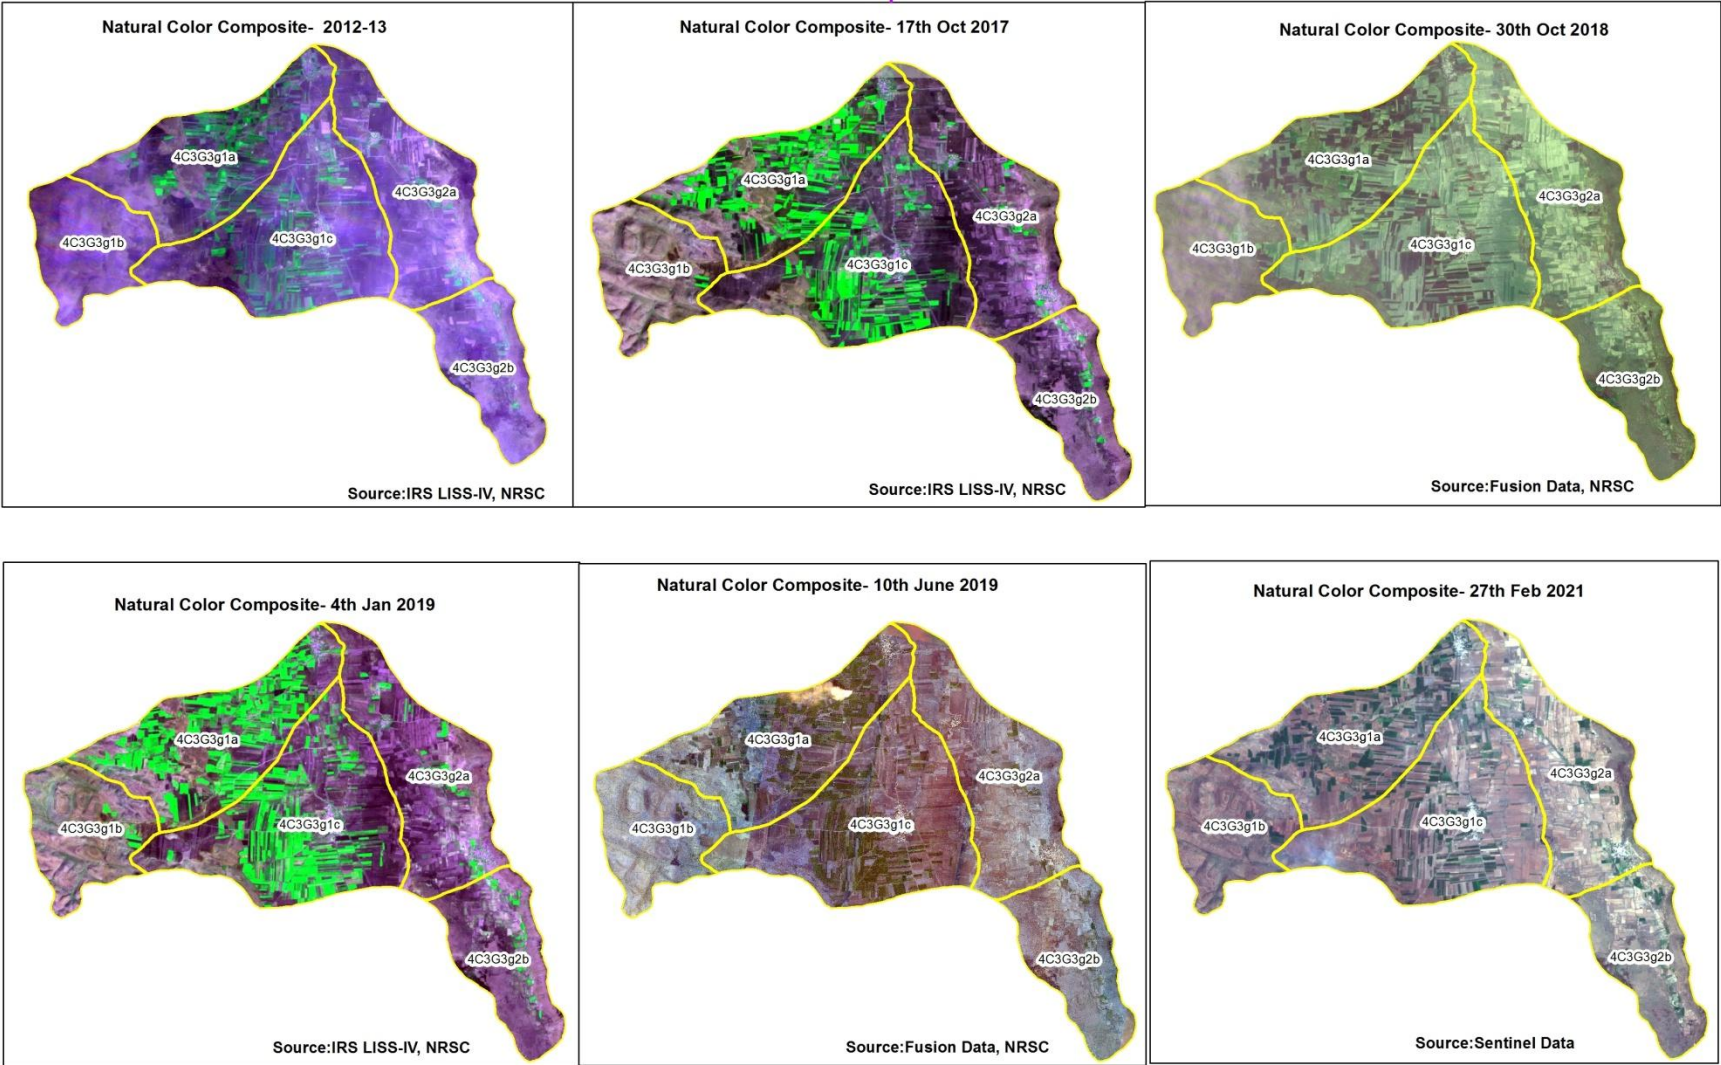 Natural Color Composite-  2012-13
4C3G3g1a
4C3G3g2a
4C3G3g1b
4C3G3g1c
4C3G3g2b
Source:IRS LISS-IV, NRSC
Natural Color Composite- 17th Oct 2017
4C3G3g1a
4C3G3g2a
4C3G3g1b
4C3G3g1c
4C3G3g2b
Source:IRS LISS-IV, NRSC
Natural Color Composite- 30th Oct 2018
4C3G3g1a
4C3G3g2a
4C3G3g1b
4C3G3g1c
4C3G3g2b
Source:Fusion Data, NRSC
Natural Color Composite- 4th Jan 2019
4C3G3g1a
4C3G3g2a
4C3G3g1b
4C3G3g1c
4C3G3g2b
Source:IRS LISS-IV, NRSC
Natural Color Composite- 10th June 2019
4C3G3g1a
4C3G3g2a
4C3G3g1b
4C3G3g1c
4C3G3g2b
Source:Fusion Data, NRSC
Natural Color Composite- 27th Feb 2021
4C3G3g1a
4C3G3g2a
4C3G3g1b
4C3G3g1c
4C3G3g2b
Source:Sentinel Data